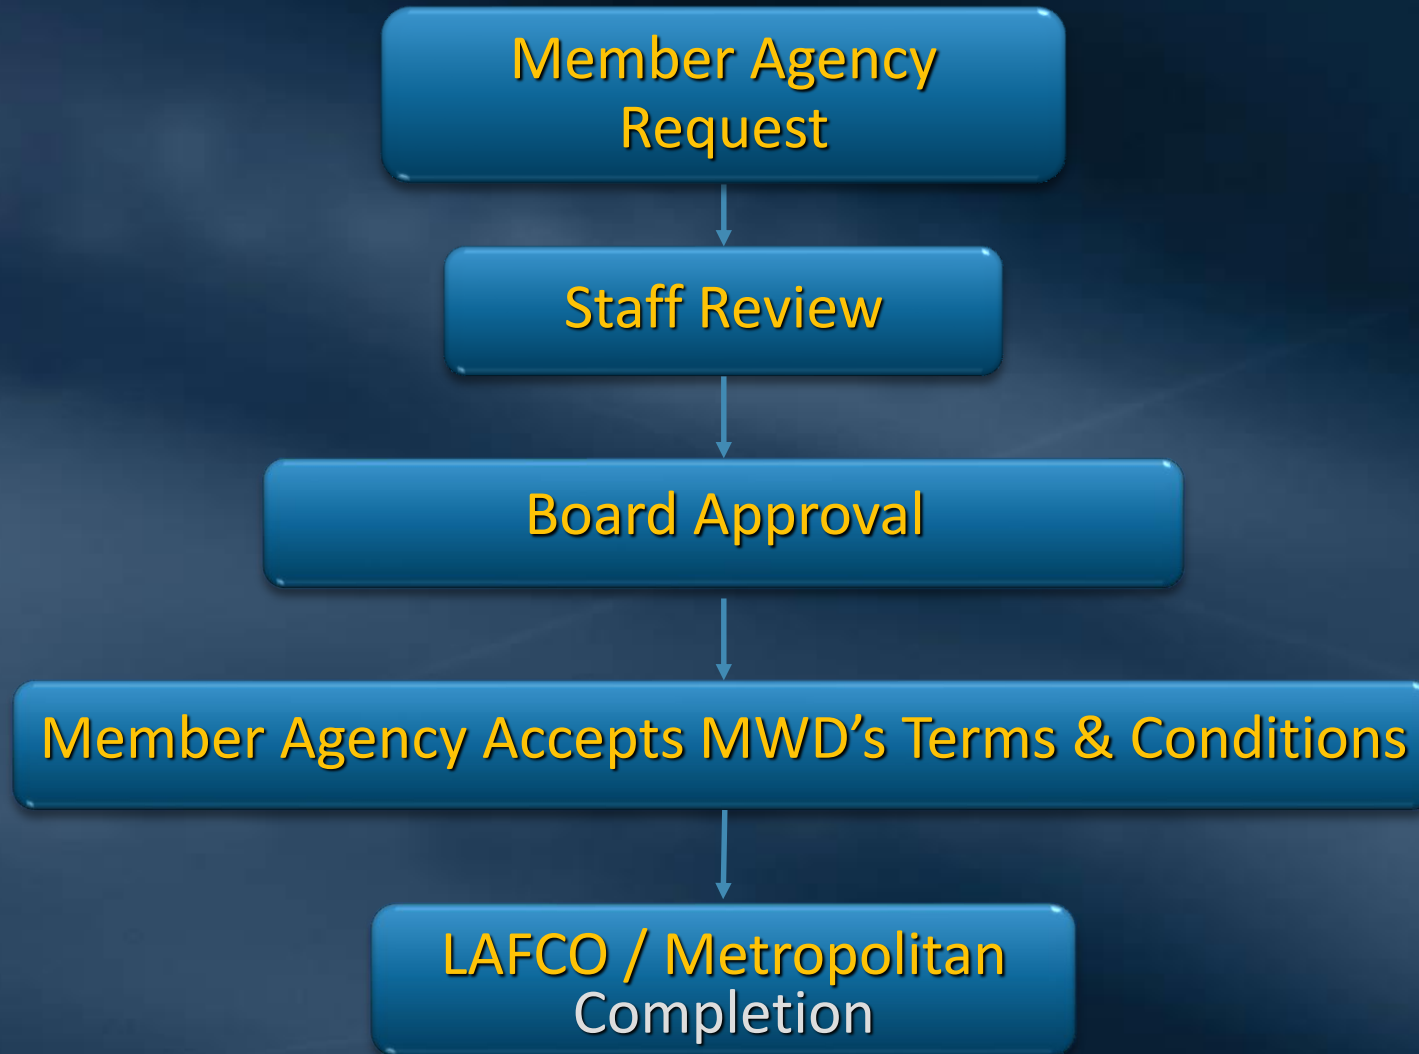 Member Agency
Request
Staff Review
Board Approval
Member Agency Accepts MWD’s Terms & Conditions
LAFCO / Metropolitan
Completion